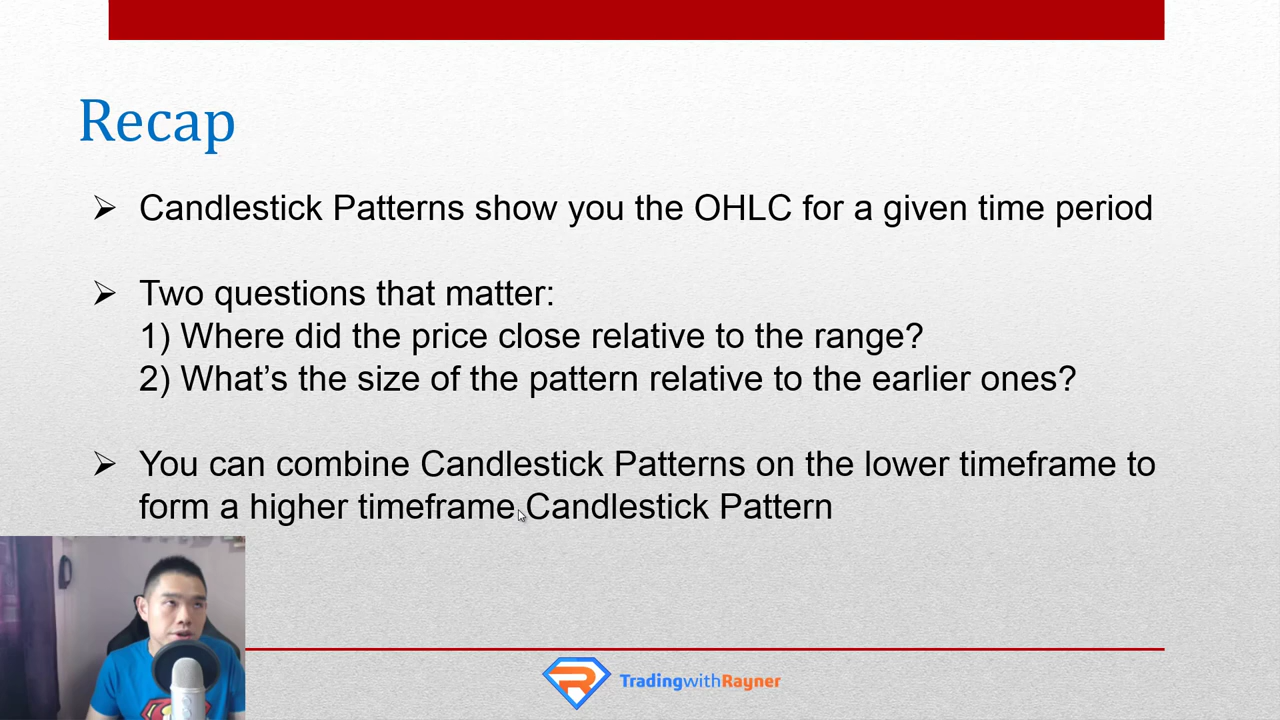 Recap
➢ Candlestick Patterns show you the OHLC for a given time period
➢ Two questions that matter:
1) Where did the price close relative to the range?
2) What’s the size of the pattern relative to the earlier ones?
➢ You can combine Candlestick Patterns on the lower timeframe to
form a higher timeframe Candlestick Pattern
TradingwithRayner